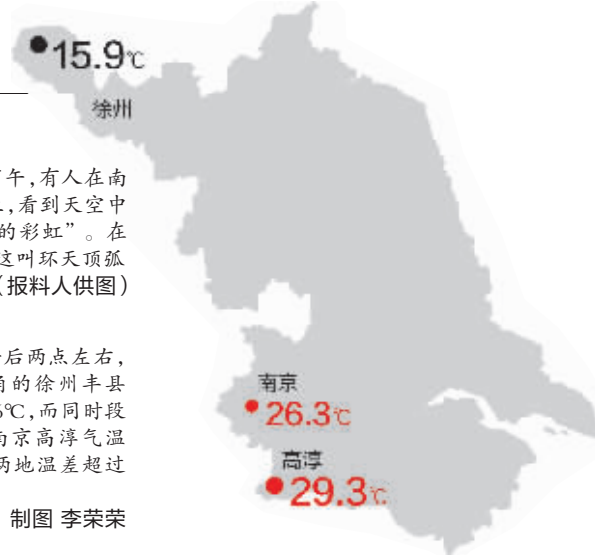 15.9℃
徐州
午,有人在南
,看到天空中
的彩虹”。在
这叫环天顶弧
(报料人供图)
后两点左右,
角的徐州丰县
℃,而同时段
南京高淳气温
两地温差超过
制图 李荣荣
南京
26.3℃
高淳
29.3℃